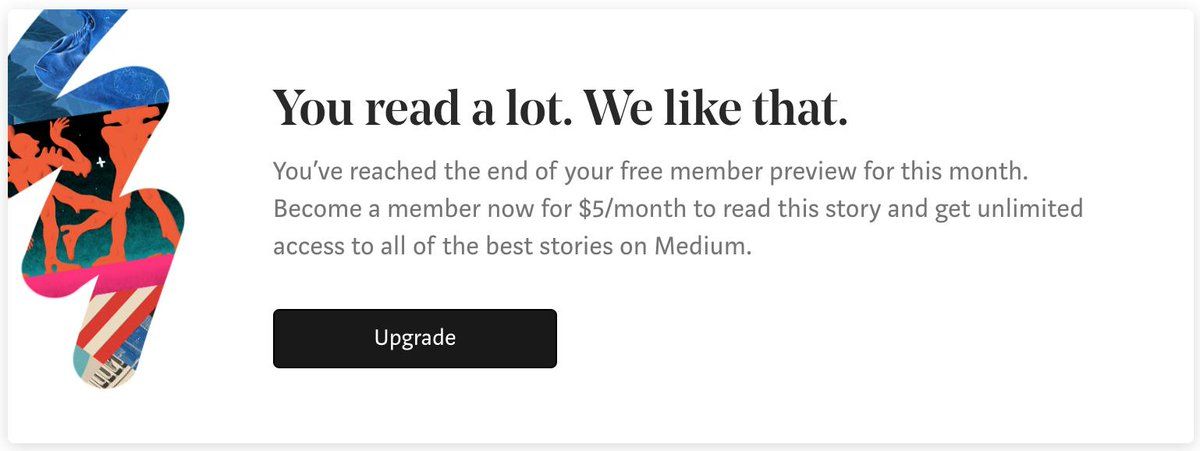 You read a lot. We like that.
You’ve reached the end of your free member preview for this month.
Become a member now for $5/month to read this story and get unlimited
access to all of the best stories on Medium.
Upgrade